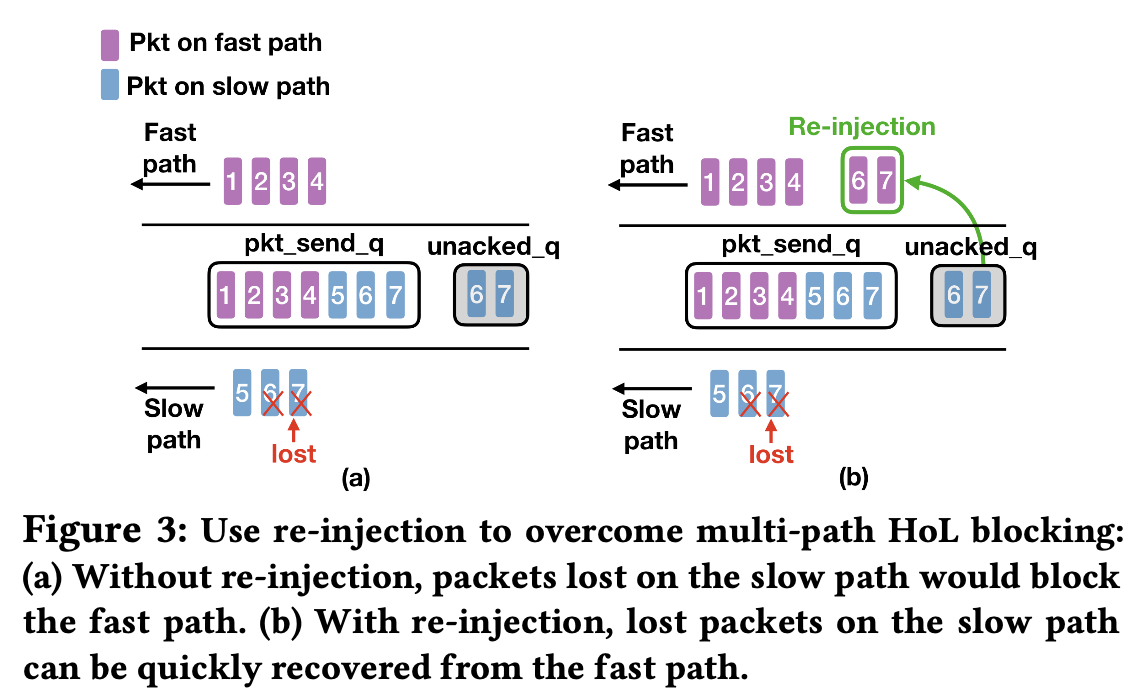 Pkt on fast path
Pkt on slow path
Fast
path
1 2 3 4
pkt_send_q
unacked_q
1 2 3 4 5 6 7
6 7
5 6 7
Slow
path
lost
(a)
Re-injection
Fast
path
1 2 3 4
6 7
pkt_send_q
unacked_q
1 2 3 4 5 6 7
6 7
5 6 7
Slow
path
lost
(b)
Figure 3: Use re-injection to overcome multi-path HoL blocking:
(a) Without re-injection, packets lost on the slow path would block
the fast path. (b) With re-injection, lost packets on the slow path
can be quickly recovered from the fast path.